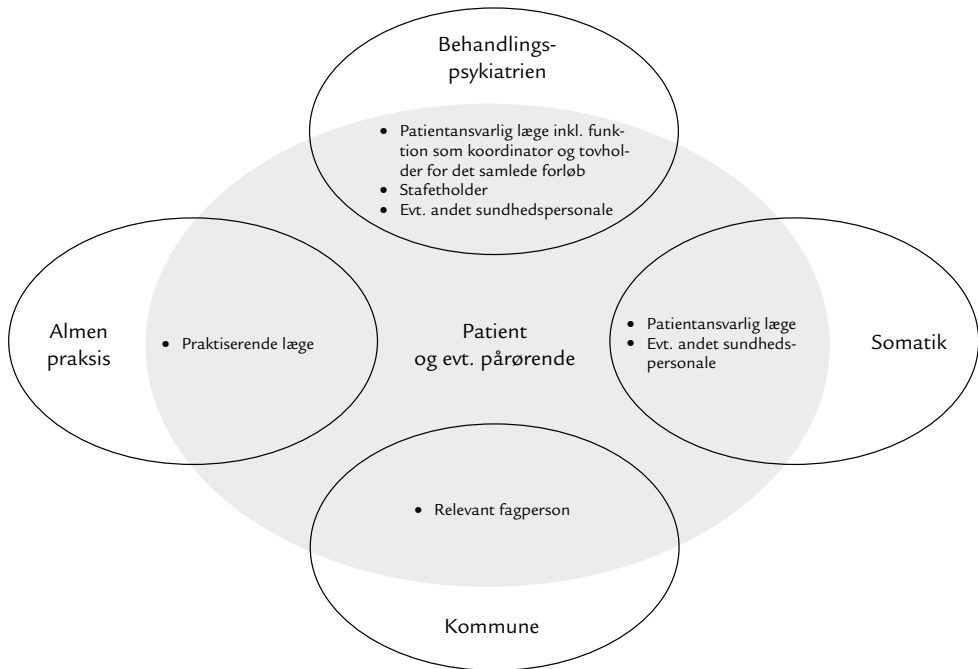 Behandlings-
psykiatrien
• Patientansvarlig læge inkl. funk-
tion som koordinator og tovhol-
der for det samlede forløb
• Stafetholder
• Evt. andet sundhedspersonale
Almen
praksis
• Praktiserende læge
Patient
og evt. pårørende
• Patientansvarlig læge
• Evt. andet sundheds-
personale
Somatik
• Relevant fagperson
Kommune